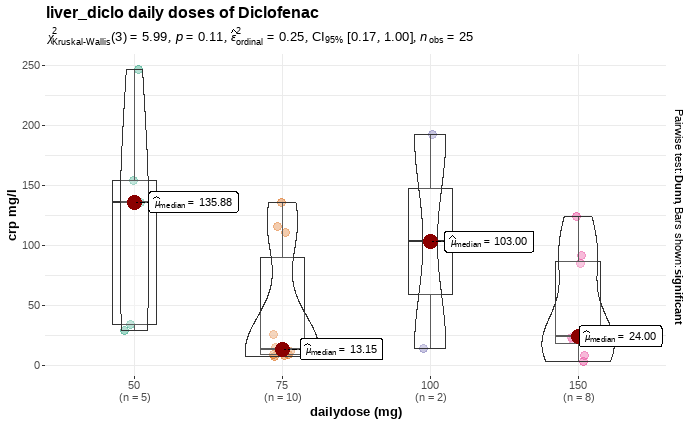 liver_diclo daily doses of Diclofenac
χ²Kruskal-Wallis(3) = 5.99, p = 0.11, ε̂²ordinal = 0.25, CI95% [0.17, 1.00], nobs = 25
crp mg/l
250
200
150
100
50
0
μ̂median = 135.88
μ̂median = 13.15
μ̂median = 103.00
μ̂median = 24.00
50
(n = 5)
75
(n = 10)
100
(n = 2)
150
(n = 8)
dailydose (mg)
Pairwise test: Dunn, Bars shown: significant